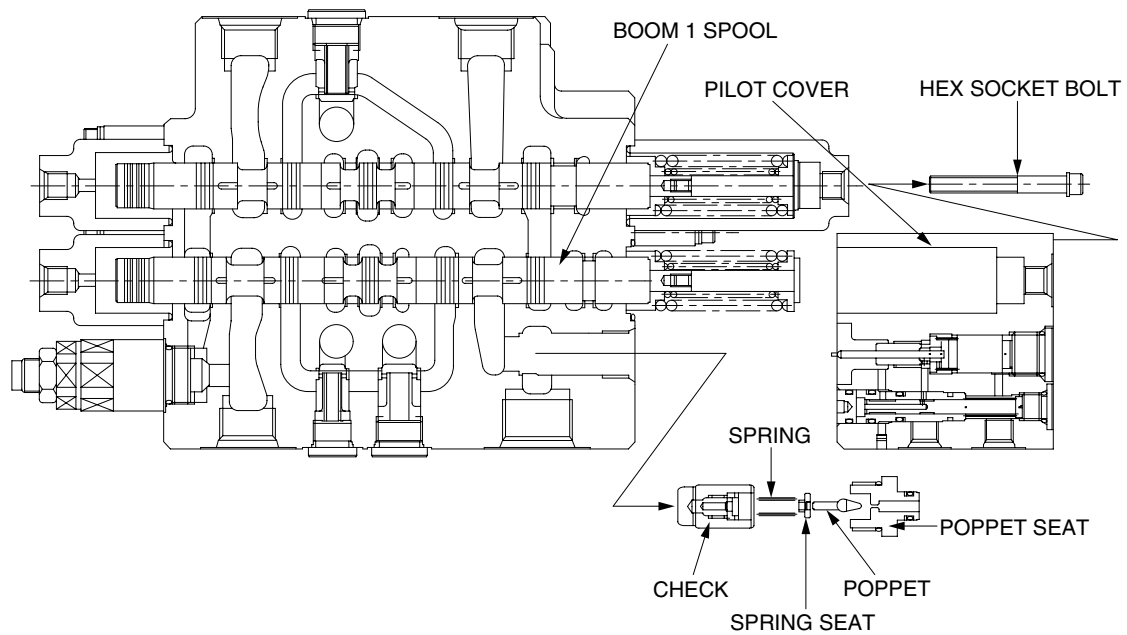 BOOM 1 SPOOL
PILOT COVER
HEX SOCKET BOLT
SPRING
POPPET SEAT
CHECK
POPPET
SPRING SEAT